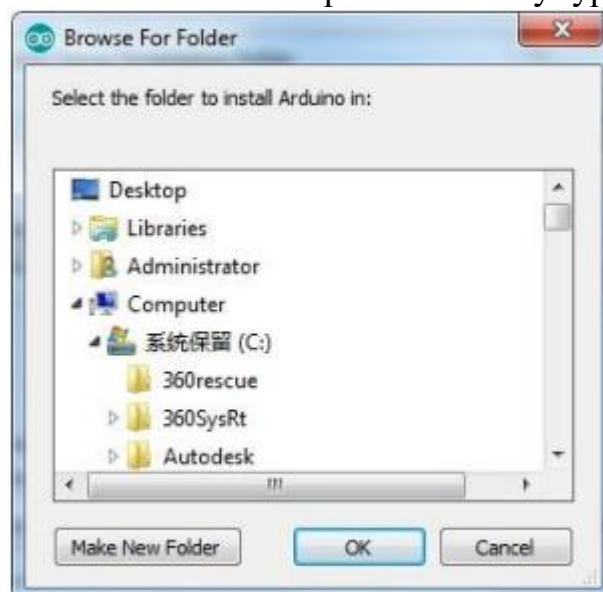 Browse For Folder
Select the folder to install Arduino in:
Desktop
Libraries
Administrator
Computer
系统保留 (C:)
360rescue
360SysRt
Autodesk
Make New Folder
OK
Cancel